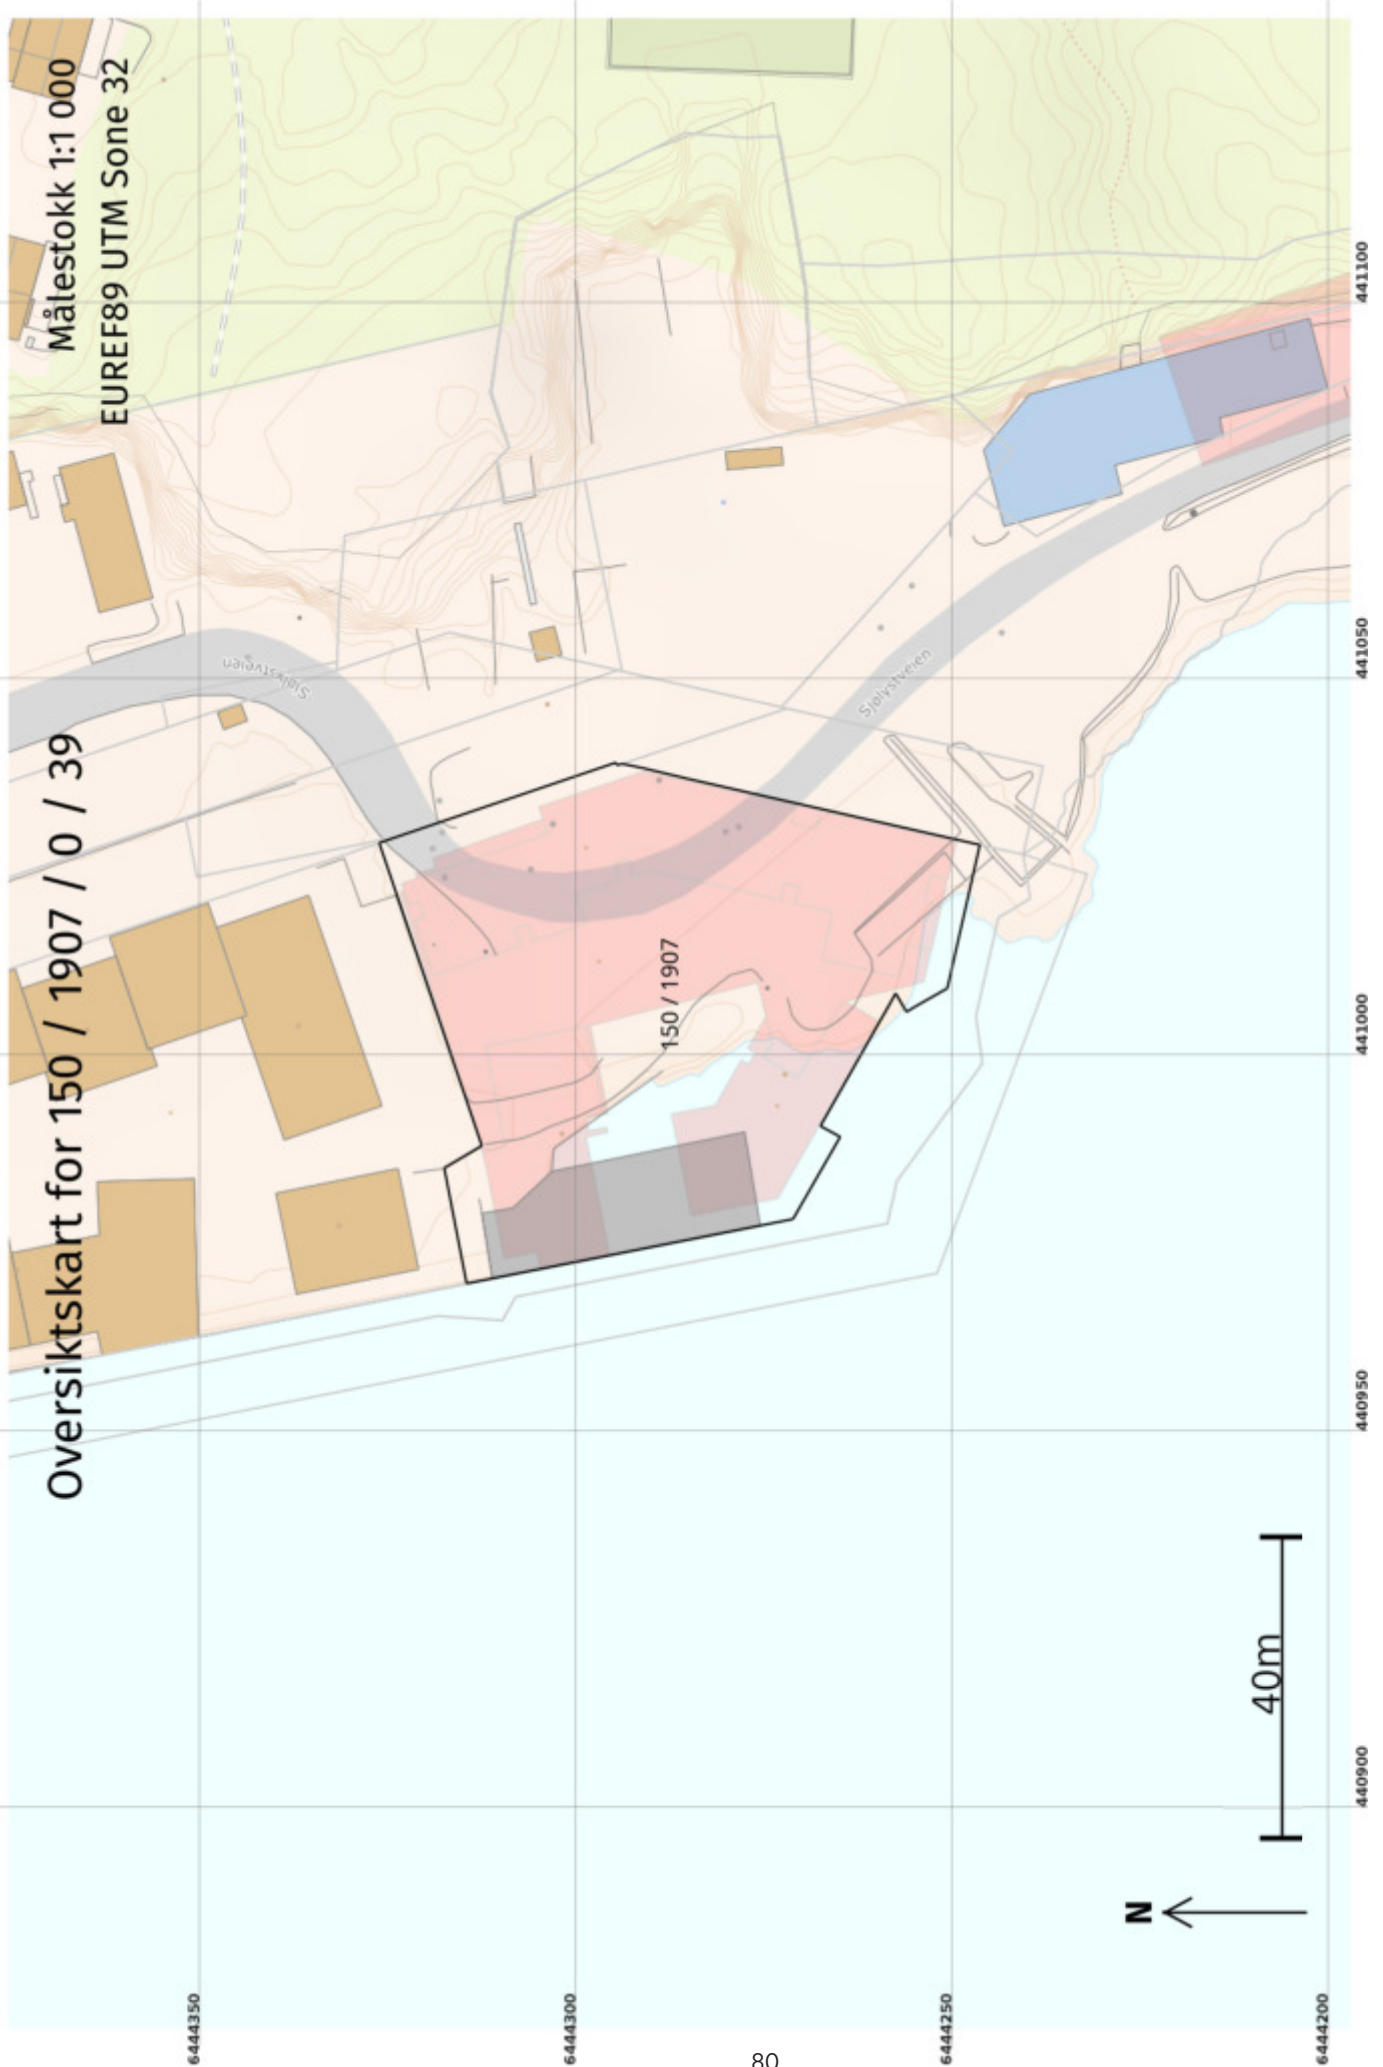 Oversiktskart for 150 / 1907 / 0 / 39
Målestokk 1:1 000
EUREF89 UTM Sone 32
Sjølystveien
Sjølystveien
150 / 1907
6444350
6444300
6444250
6444200
440900
440950
441000
441050
441100
N
40m
80